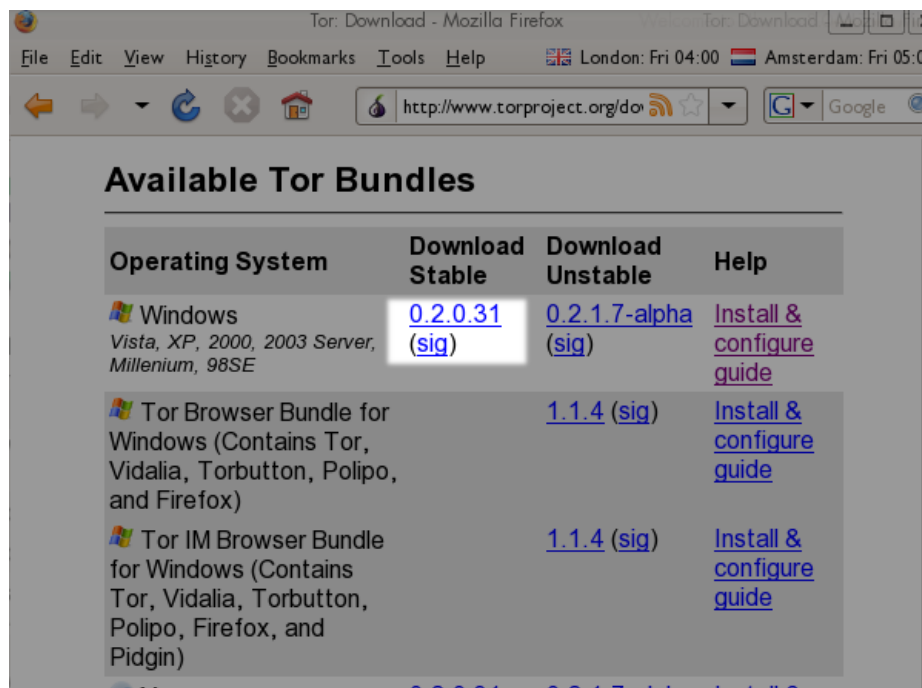 Tor: Download - Mozilla Firefox
File Edit View History Bookmarks Tools Help London: Fri 04:00 Amsterdam: Fri 05:0
http://www.torproject.org/dov Google
Available Tor Bundles
Operating System Download Stable Download Unstable Help
Windows
Vista, XP, 2000, 2003 Server,
Millenium, 98SE
0.2.0.31
(sig)
0.2.1.7-alpha
(sig)
Install &
configure
guide
Tor Browser Bundle for
Windows (Contains Tor,
Vidalia, Torbutton, Polipo,
and Firefox)
1.1.4 (sig)
Install &
configure
guide
Tor IM Browser Bundle
for Windows (Contains
Tor, Vidalia, Torbutton,
Polipo, Firefox, and
Pidgin)
1.1.4 (sig)
Install &
configure
guide